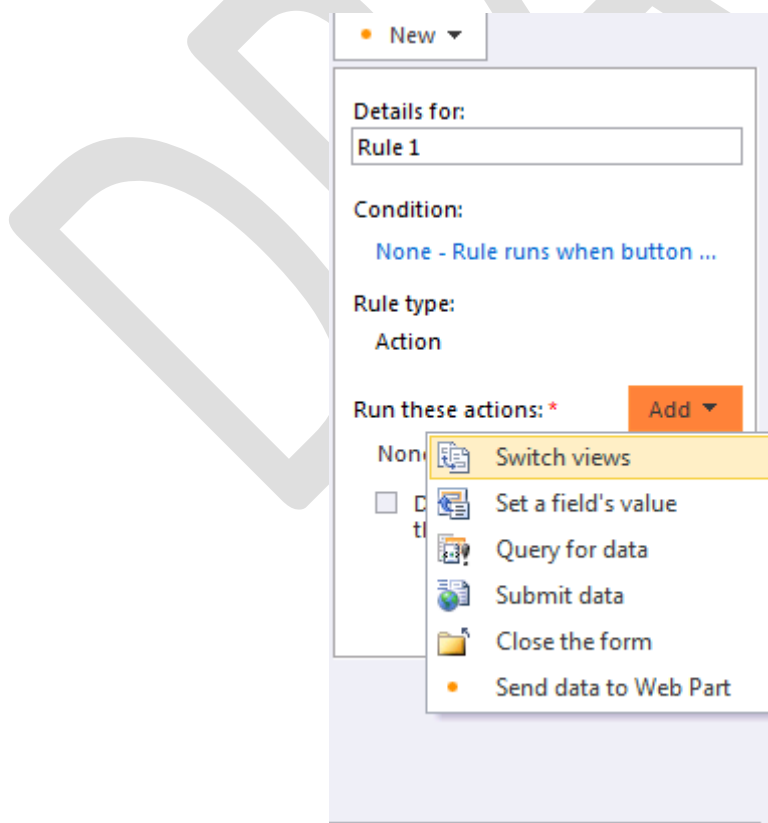 New
Details for:
Rule 1
Condition:
None - Rule runs when button ...
Rule type:
Action
Run these actions: *
Add
Switch views
Set a field's value
Query for data
Submit data
Close the form
Send data to Web Part